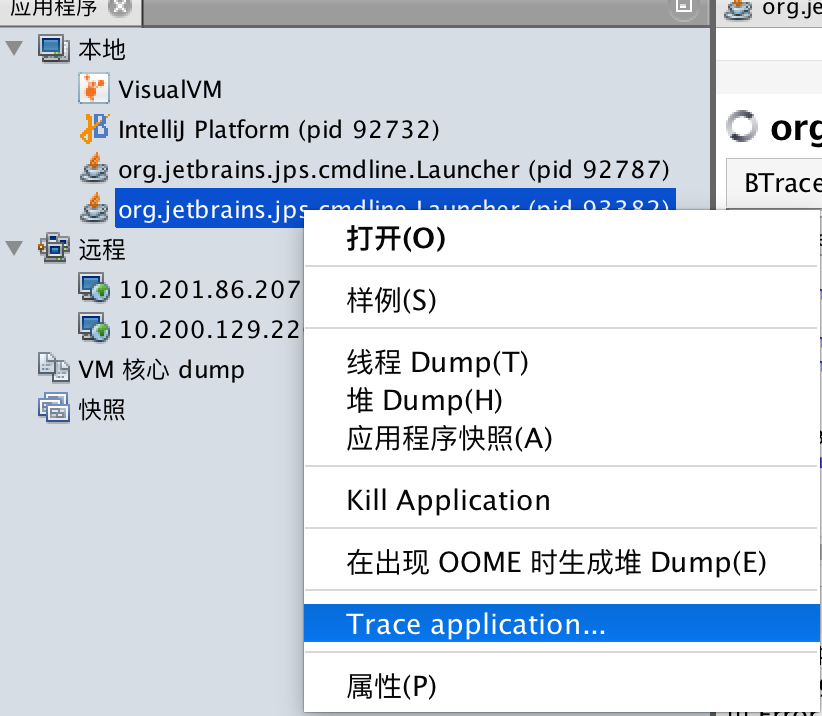 应用程序
org.je
本地
VisualVM
IntelliJ Platform (pid 92732)
org.jetbrains.jps.cmdline.Launcher (pid 92787)
org.jetbrains.jps.cmdline.Launcher (pid 93382)
远程
10.201.86.207
10.200.129.22
VM 核心 dump
快照
打开(O)
样例(S)
线程 Dump(T)
堆 Dump(H)
应用程序快照(A)
Kill Application
在出现 OOME 时生成堆 Dump(E)
Trace application...
属性(P)
org
BTrace